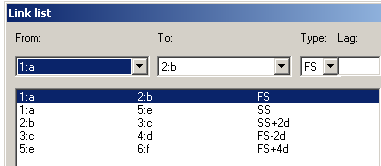 Link list
From: To: Type: Lag:
1:a 2:b FS
1:a 2:b FS
1:a 5:e SS
2:b 3:c SS+2d
3:c 4:d FS-2d
5:e 6:f FS+4d